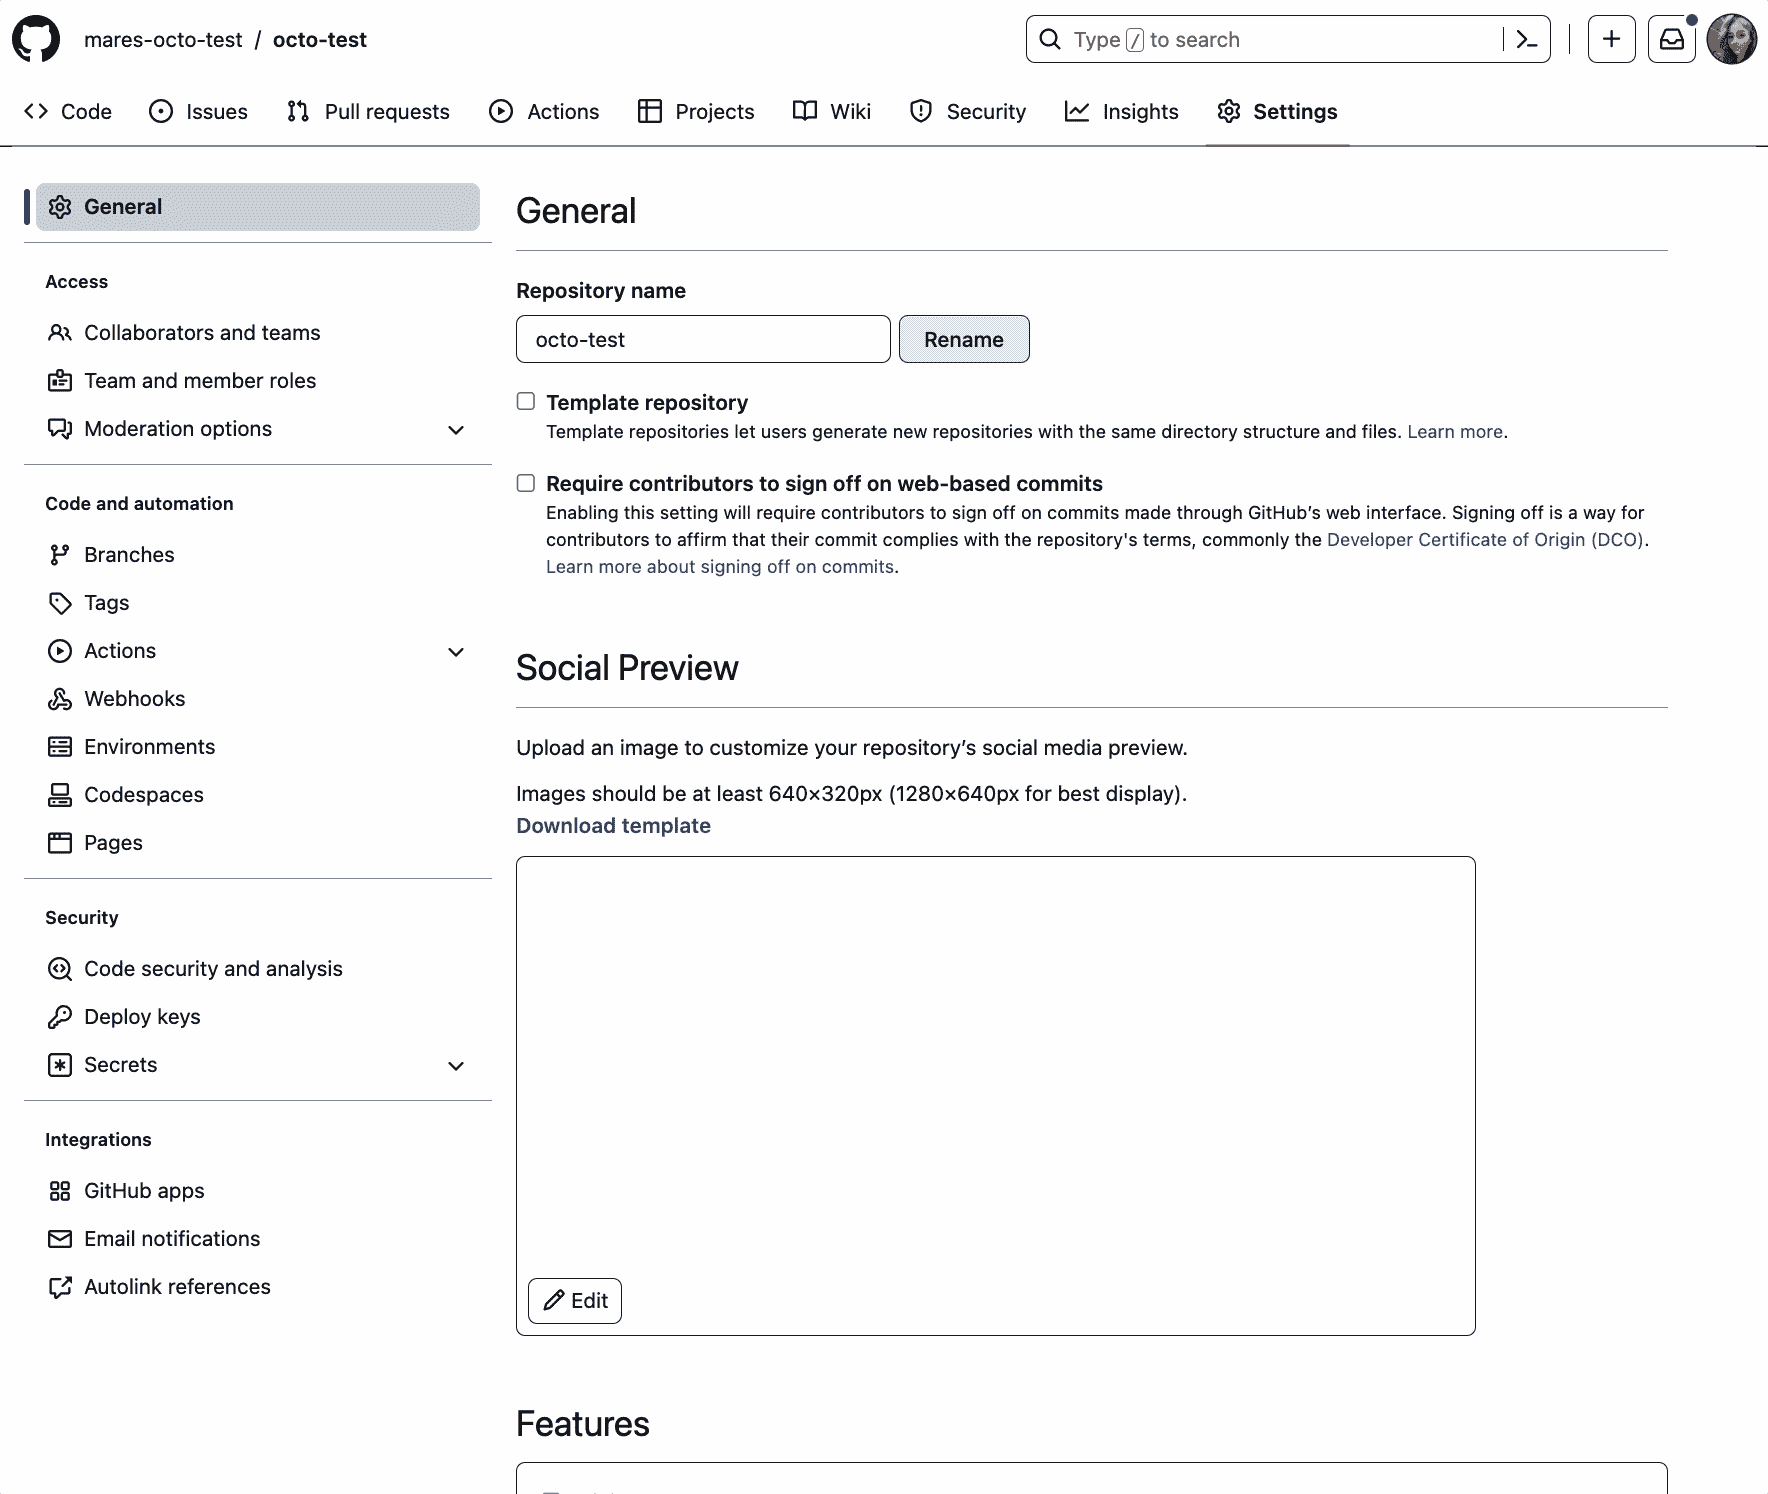 mares-octo-test / octo-test
Type / to search
Code
Issues
Pull requests
Actions
Projects
Wiki
Security
Insights
Settings
General
Access
Collaborators and teams
Team and member roles
Moderation options
Code and automation
Branches
Tags
Actions
Webhooks
Environments
Codespaces
Pages
Security
Code security and analysis
Deploy keys
Secrets
Integrations
GitHub apps
Email notifications
Autolink references
General
Repository name
octo-test
Rename
Template repository
Template repositories let users generate new repositories with the same directory structure and files. Learn more.
Require contributors to sign off on web-based commits
Enabling this setting will require contributors to sign off on commits made through GitHub’s web interface. Signing off is a way for
contributors to affirm that their commit complies with the repository's terms, commonly the Developer Certificate of Origin (DCO).
Learn more about signing off on commits.
Social Preview
Upload an image to customize your repository’s social media preview.
Images should be at least 640×320px (1280×640px for best display).
Download template
Edit
Features